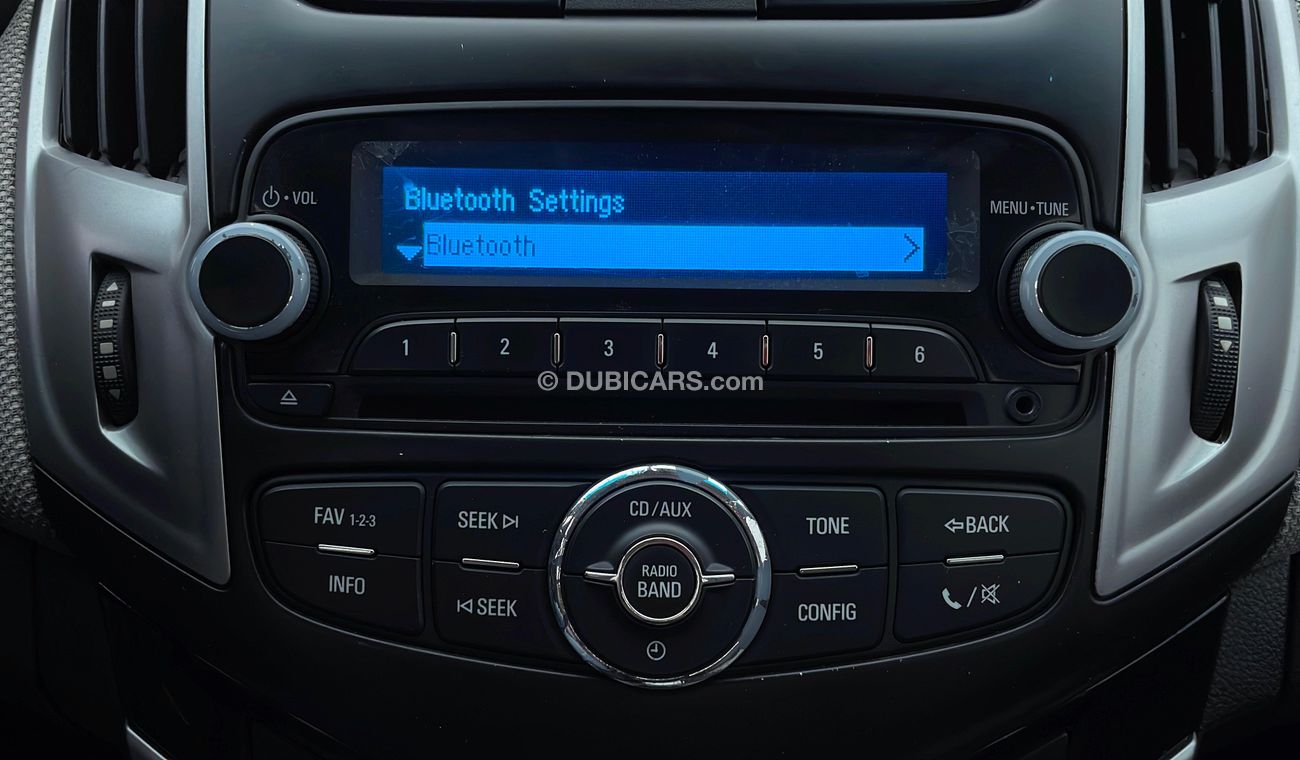 Bluetooth Settings
Bluetooth
VOL
MENU•TUNE
1 2 3 4 5 6
© DUBICARS.com
FAV 1-2-3
SEEK
CD/AUX
TONE
BACK
INFO
SEEK
RADIO
BAND
CONFIG